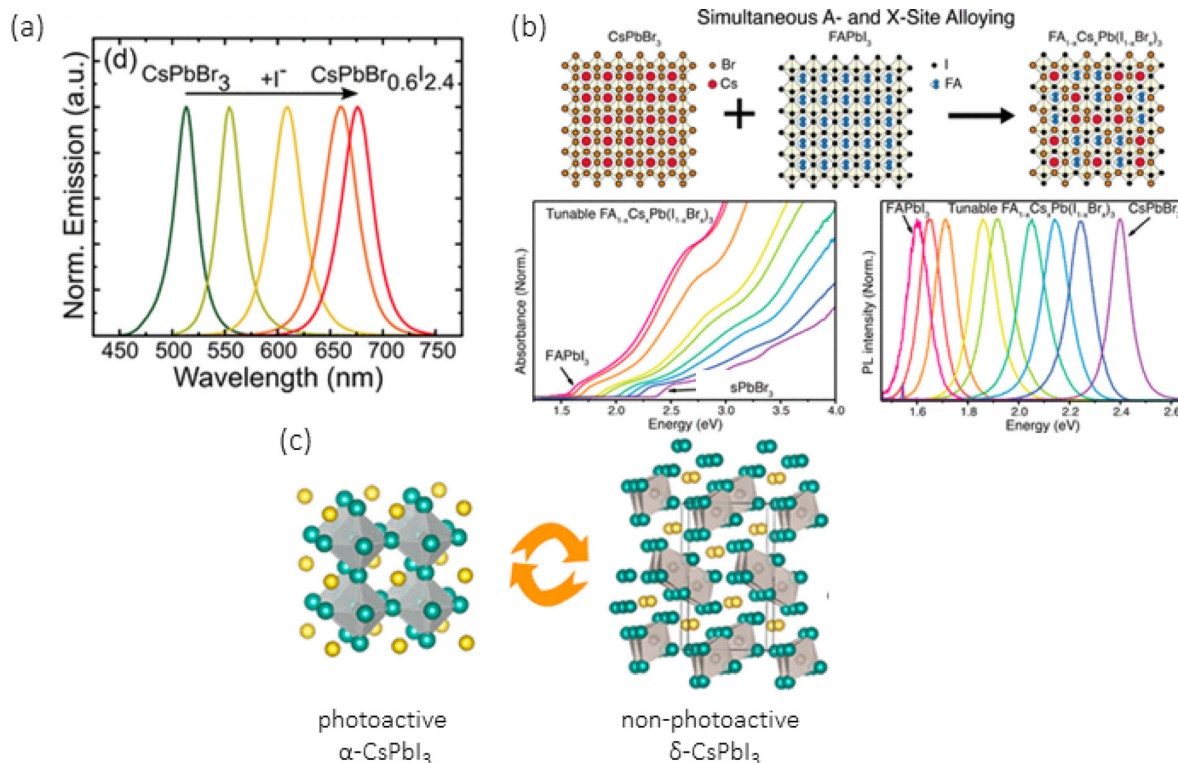 (a)
(d)
CsPbBr₃ +I⁻ CsPbBr₀.₆I₂.₄
Norm. Emission (a.u.)
450 500 550 600 650 700 750
Wavelength (nm)
(b)
Simultaneous A- and X-Site Alloying
CsPbBr₃
FAPbI₃
FA₁₋ₓCsₓPb(I₁₋ₓBrₓ)₃
Br
Cs
+
I
FA
Tunable FA₁₋ₓCsₓPb(I₁₋ₓBrₓ)₃
Absorbance (Norm.)
FAPbI₃
sPbBr₃
1.5 2.0 2.5 3.0 3.5 4.0
Energy (eV)
FAPbI₃ Tunable FA₁₋ₓCsₓPb(I₁₋ₓBrₓ)₃ CsPbBr
PL intensity (Norm.)
1.6 1.8 2.0 2.2 2.4 2.6
Energy (eV)
(c)
photoactive
α-CsPbI₃
non-photoactive
δ-CsPbI₃